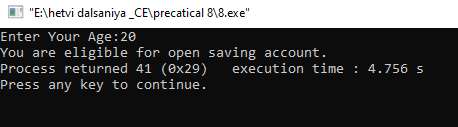 "E:\hetvi dalsaniya _CE\precatical 8\8.exe"
Enter Your Age:20
You are eligible for open saving account.
Process returned 41 (0x29)   execution time : 4.756 s
Press any key to continue.